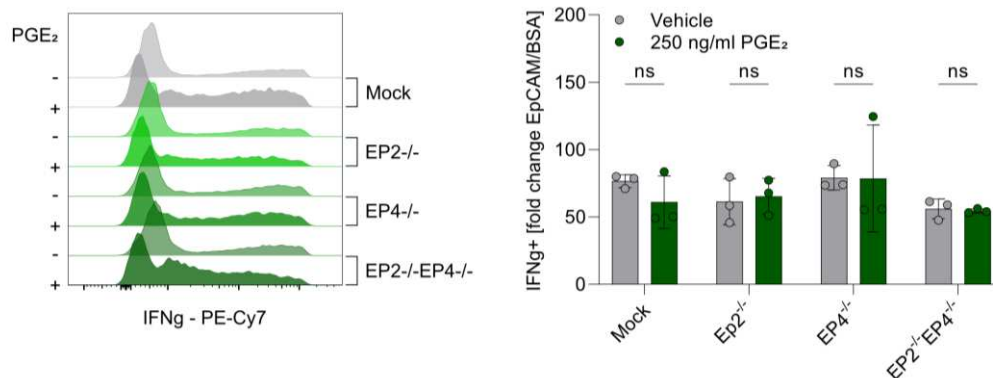 PGE₂
-
+
Mock
-
+
EP2-/-
-
+
EP4-/-
-
+
EP2-/-EP4-/-
IFNg - PE-Cy7
Vehicle
250 ng/ml PGE₂
IFNg+ [fold change EpCAM/BSA]
200
150
100
50
0
ns
ns
ns
ns
Mock
Ep2⁻/⁻
EP4⁻/⁻
EP2⁻/⁻EP4⁻/⁻